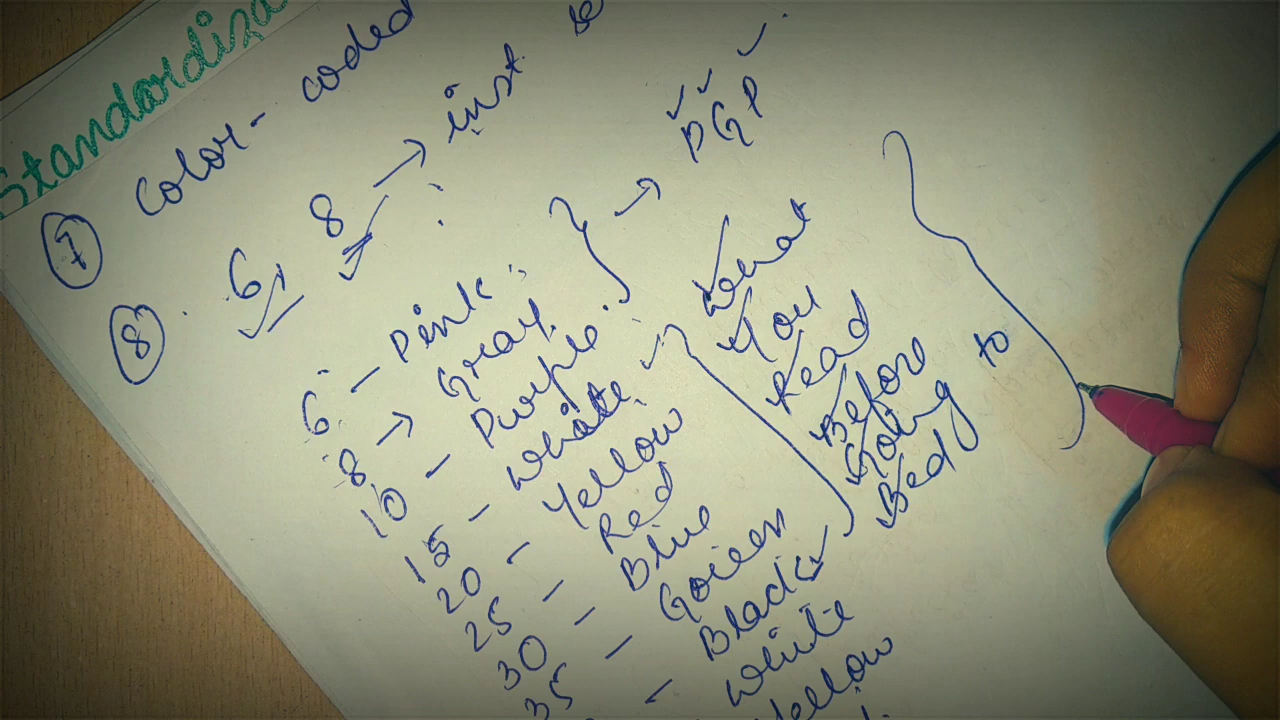 Standardiza
7 Color-coded
8. 6, 8 → inst
6 - Pink
8 → Gray
10 - Purple
} → PGP
15 - White
20 - Yellow
25 - Red
30 - Blue
35 - Green
- Black
White
Yellow
What
You
Read
Before
Going to
Bed